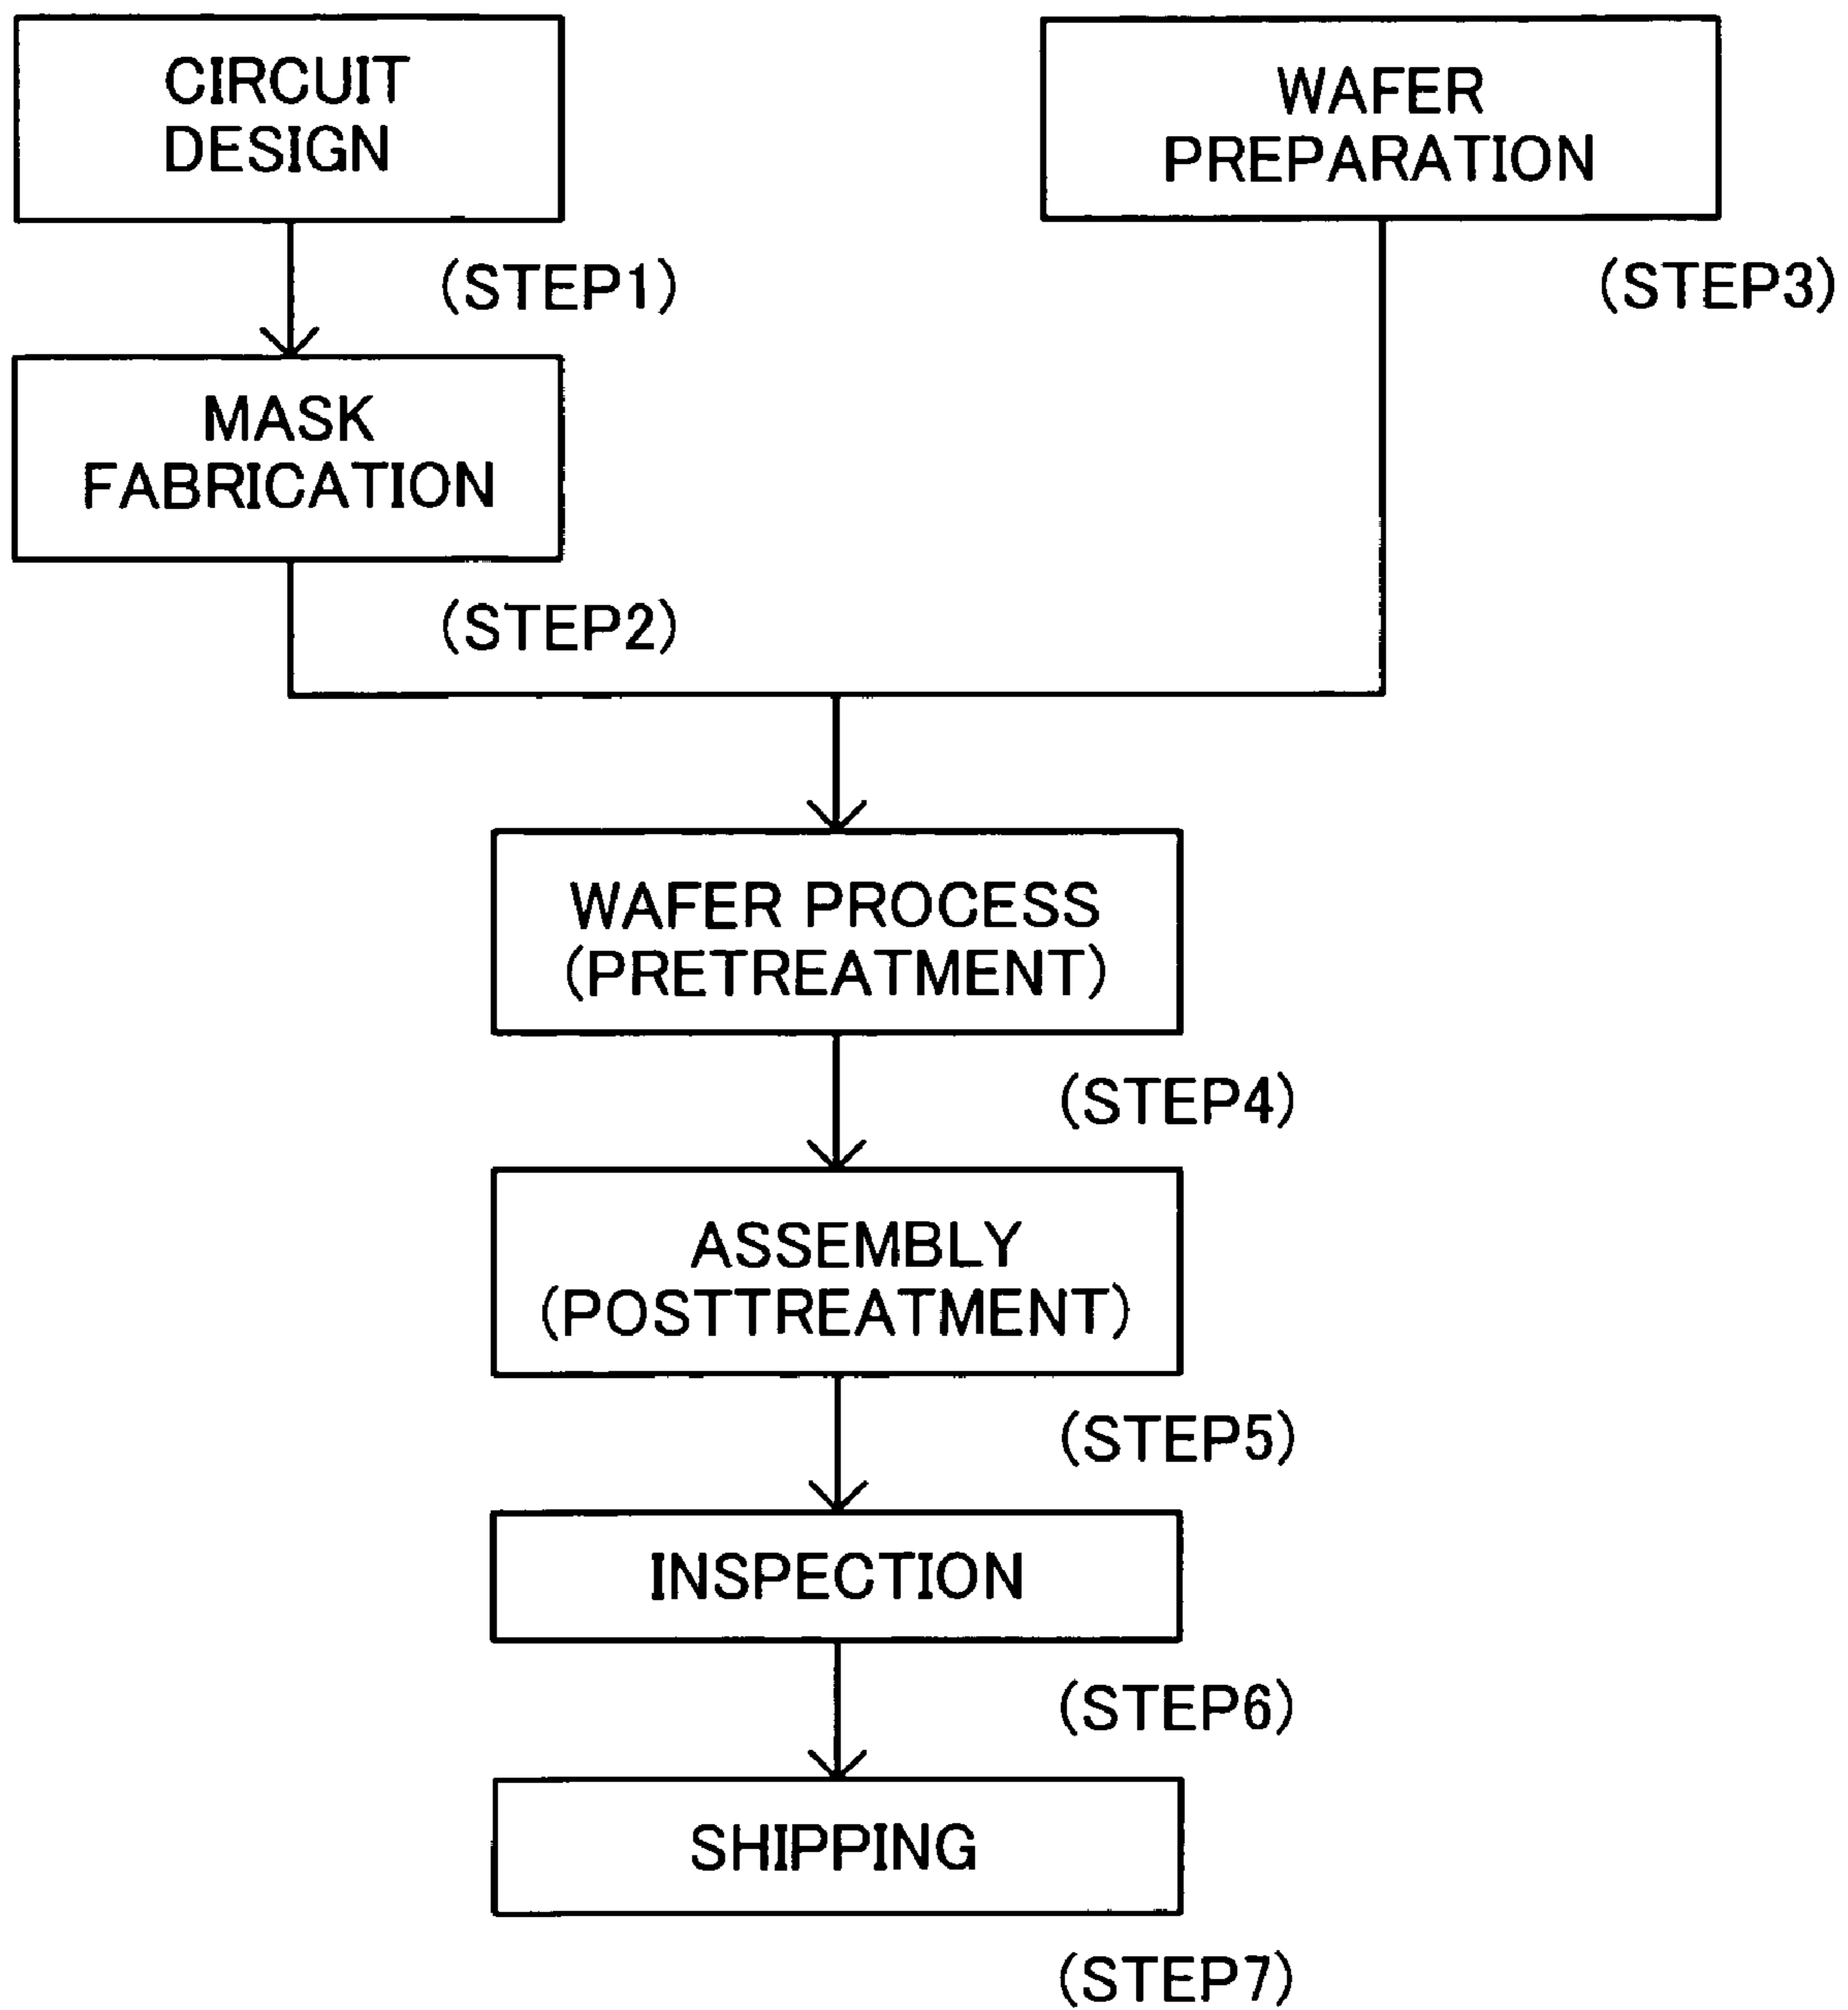 CIRCUIT
DESIGN
(STEP1)
MASK
FABRICATION
(STEP2)
WAFER
PREPARATION
(STEP3)
WAFER PROCESS
(PRETREATMENT)
(STEP4)
ASSEMBLY
(POSTTREATMENT)
(STEP5)
INSPECTION
(STEP6)
SHIPPING
(STEP7)